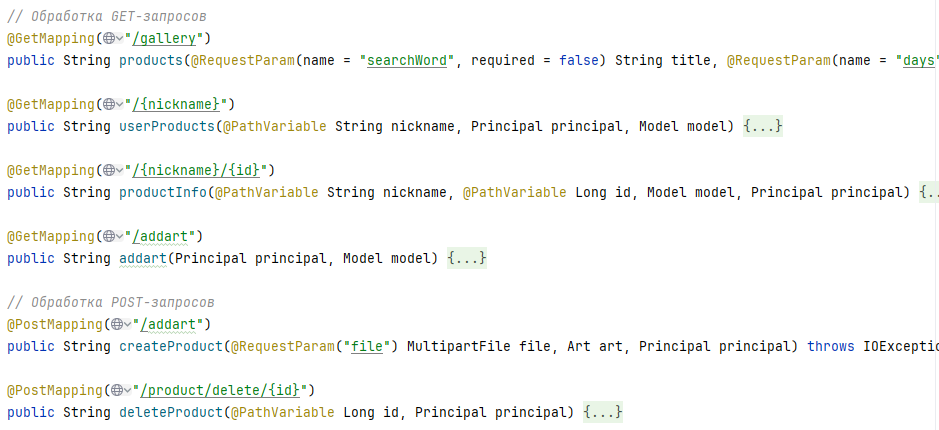 // Обработка GET-запросов
@GetMapping("/gallery")
public String products(@RequestParam(name = "searchWord", required = false) String title, @RequestParam(name = "days"
@GetMapping("/{nickname}")
public String userProducts(@PathVariable String nickname, Principal principal, Model model) {...}
@GetMapping("/{nickname}/{id}")
public String productInfo(@PathVariable String nickname, @PathVariable Long id, Model model, Principal principal) {..
@GetMapping("/addart")
public String addart(Principal principal, Model model) {...}
// Обработка POST-запросов
@PostMapping("/addart")
public String createProduct(@RequestParam("file") MultipartFile file, Art art, Principal principal) throws IOExceptio
@PostMapping("/product/delete/{id}")
public String deleteProduct(@PathVariable Long id, Principal principal) {...}